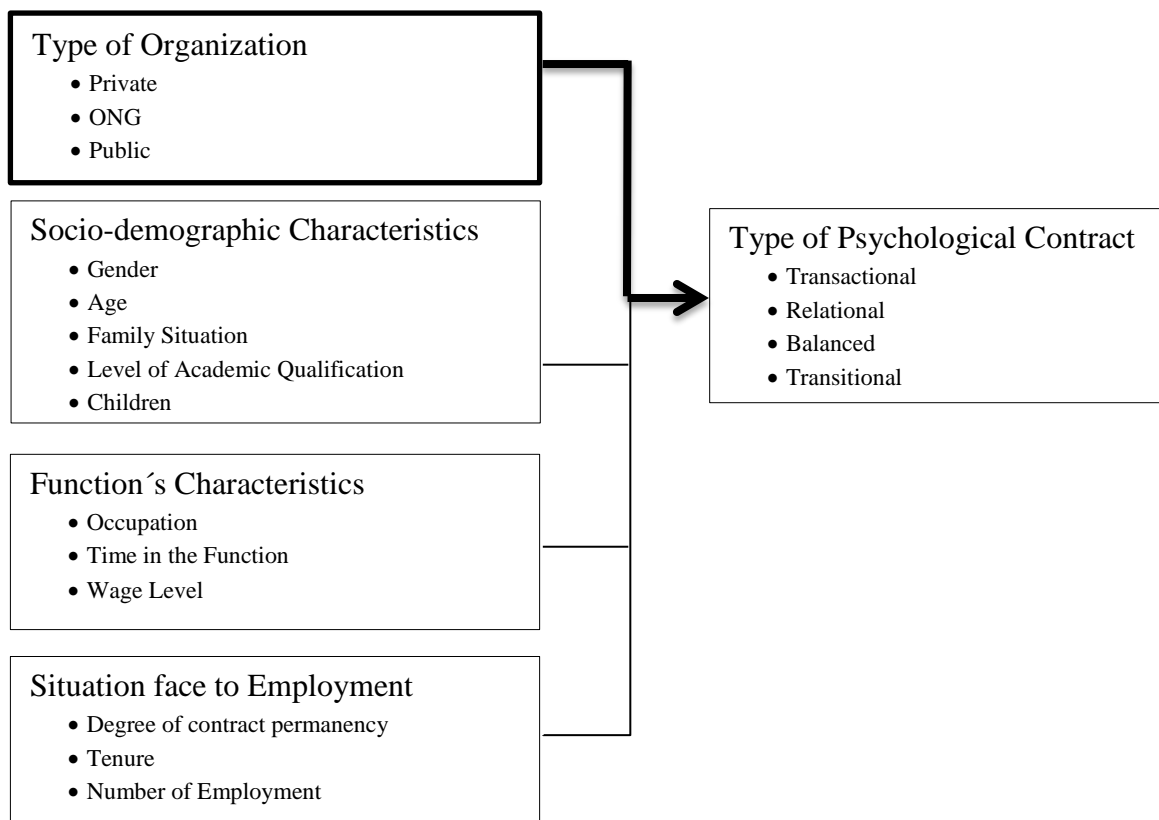 Type of Organization
• Private
• ONG
• Public
Socio-demographic Characteristics
• Gender
• Age
• Family Situation
• Level of Academic Qualification
• Children
Function´s Characteristics
• Occupation
• Time in the Function
• Wage Level
Situation face to Employment
• Degree of contract permanency
• Tenure
• Number of Employment
Type of Psychological Contract
• Transactional
• Relational
• Balanced
• Transitional